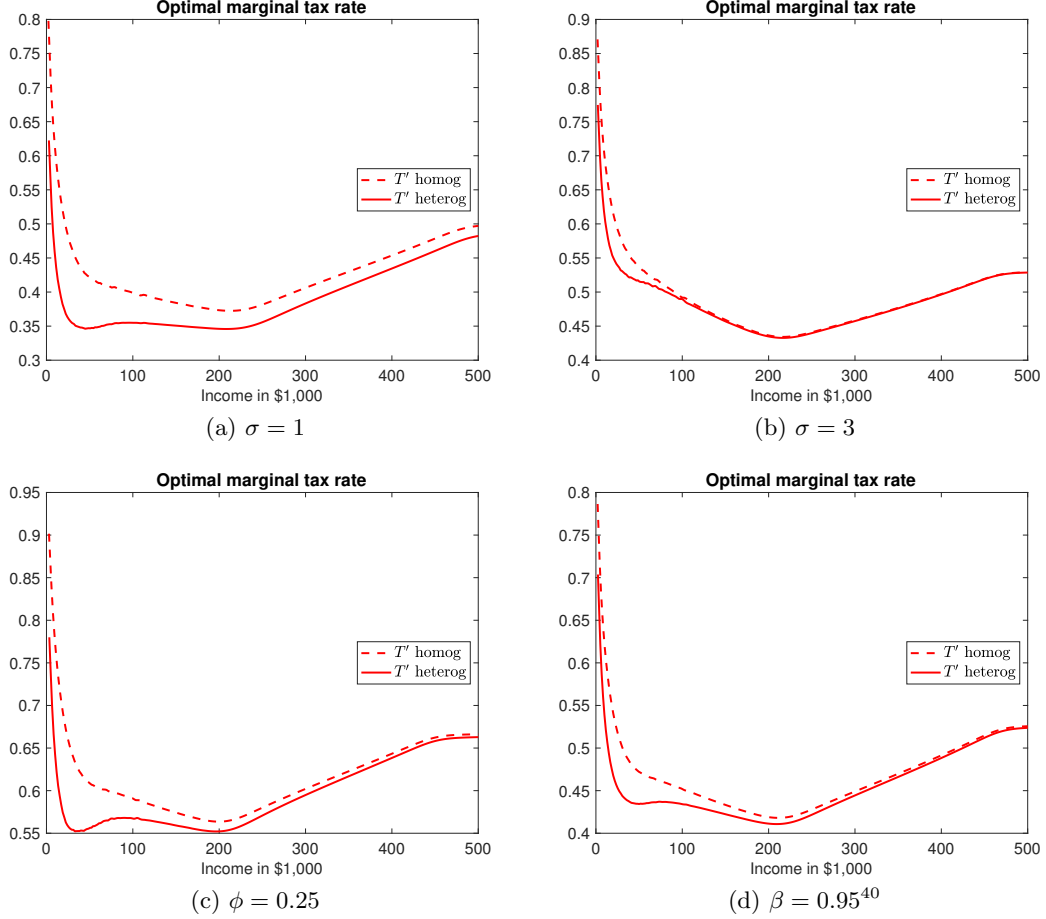 Optimal marginal tax rate
0.8
0.75
0.7
0.65
0.6
0.55
0.5
0.45
0.4
0.35
0.3
T′ homog
T′ heterog
0 100 200 300 400 500
Income in $1,000
(a) σ = 1
Optimal marginal tax rate
0.9
0.85
0.8
0.75
0.7
0.65
0.6
0.55
0.5
0.45
0.4
T′ homog
T′ heterog
0 100 200 300 400 500
Income in $1,000
(b) σ = 3
Optimal marginal tax rate
0.95
0.9
0.85
0.8
0.75
0.7
0.65
0.6
0.55
T′ homog
T′ heterog
0 100 200 300 400 500
Income in $1,000
(c) ϕ = 0.25
Optimal marginal tax rate
0.8
0.75
0.7
0.65
0.6
0.55
0.5
0.45
0.4
T′ homog
T′ heterog
0 100 200 300 400 500
Income in $1,000
(d) β = 0.95⁴⁰